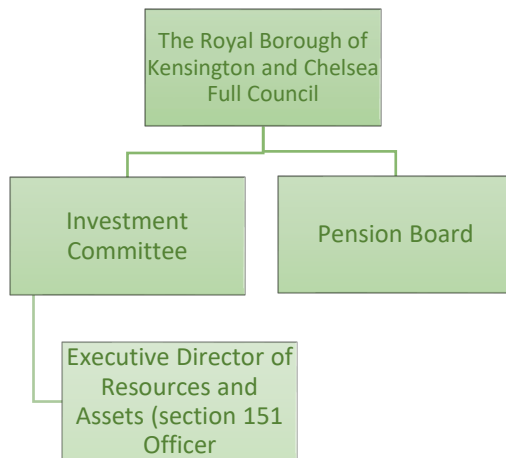 The Royal Borough of
Kensington and Chelsea
Full Council
Investment
Committee
Pension Board
Executive Director of
Resources and
Assets (section 151
Officer